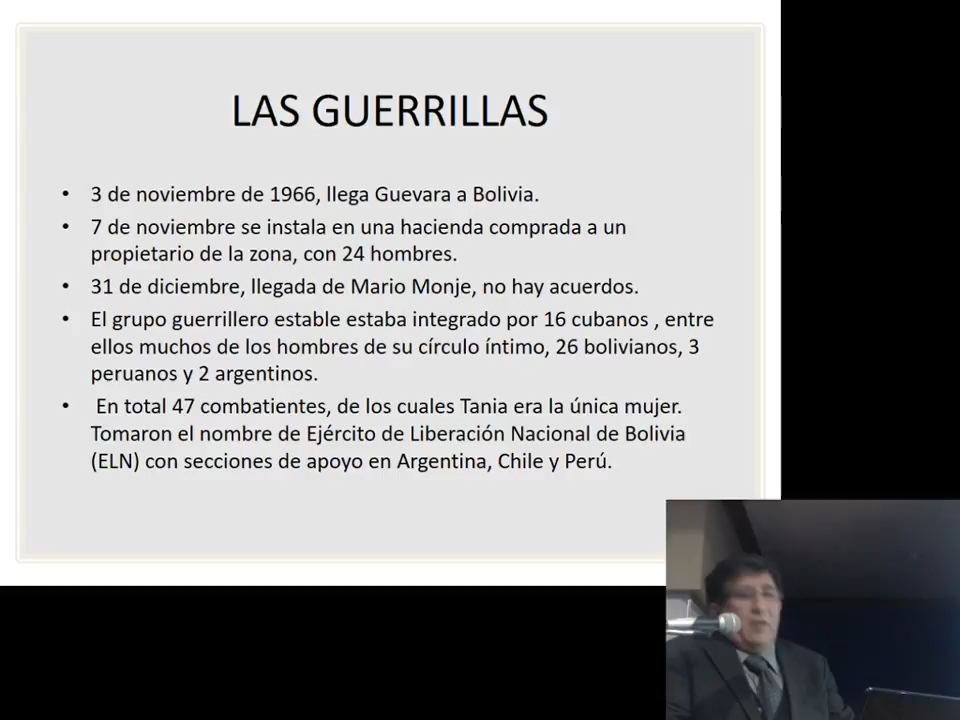 LAS GUERRILLAS
• 3 de noviembre de 1966, llega Guevara a Bolivia.
• 7 de noviembre se instala en una hacienda comprada a un
propietario de la zona, con 24 hombres.
• 31 de diciembre, llegada de Mario Monje, no hay acuerdos.
• El grupo guerrillero estable estaba integrado por 16 cubanos , entre
ellos muchos de los hombres de su círculo íntimo, 26 bolivianos, 3
peruanos y 2 argentinos.
• En total 47 combatientes, de los cuales Tania era la única mujer.
Tomaron el nombre de Ejército de Liberación Nacional de Bolivia
(ELN) con secciones de apoyo en Argentina, Chile y Perú.